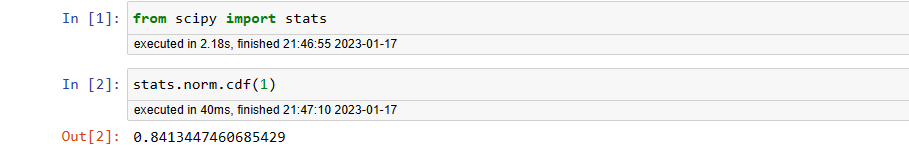 In [1]: from scipy import stats
executed in 2.18s, finished 21:46:55 2023-01-17
In [2]: stats.norm.cdf(1)
executed in 40ms, finished 21:47:10 2023-01-17
Out[2]: 0.8413447460685429